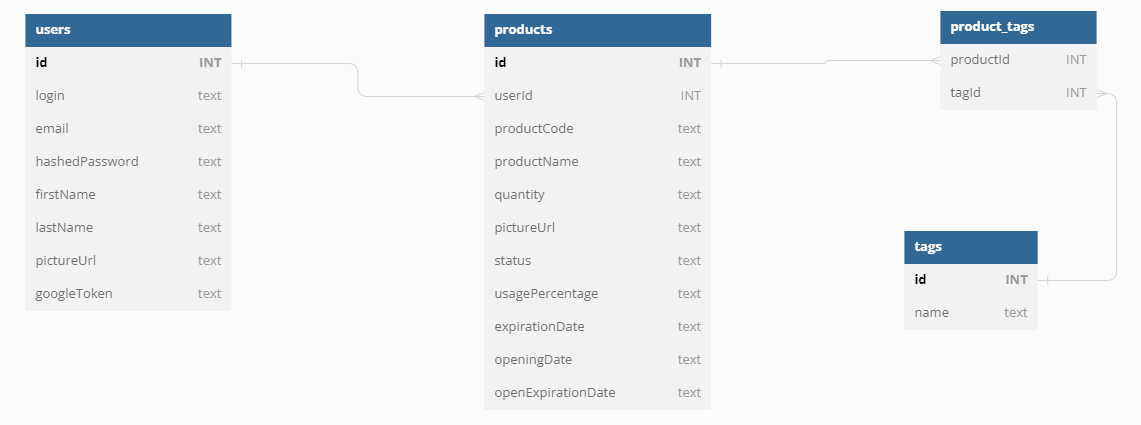 users
id INT
login text
email text
hashedPassword text
firstName text
lastName text
pictureUrl text
googleToken text
products
id INT
userId INT
productCode text
productName text
quantity text
pictureUrl text
status text
usagePercentage text
expirationDate text
openingDate text
openExpirationDate text
product_tags
productId INT
tagId INT
tags
id INT
name text